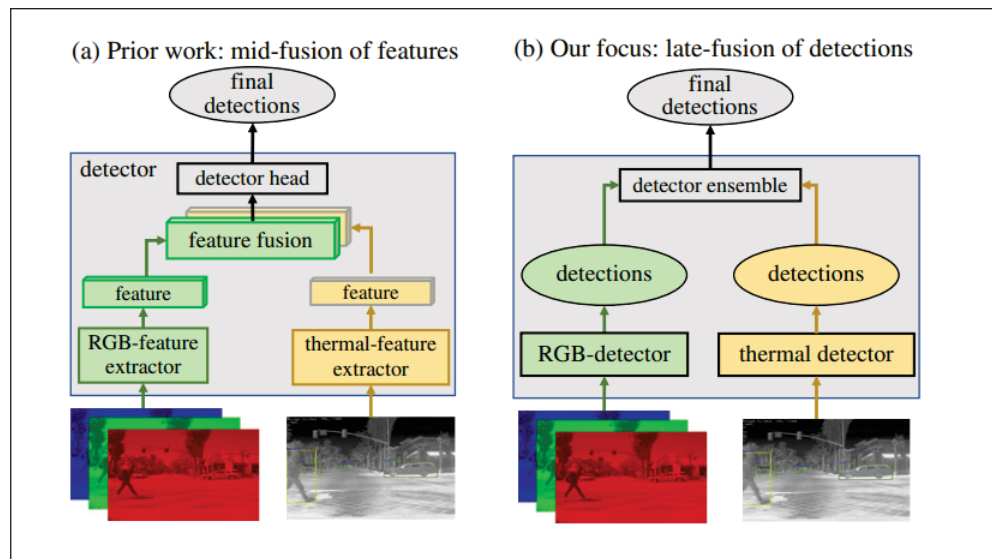 (a) Prior work: mid-fusion of features
final
detections
detector
detector head
feature fusion
feature
feature
RGB-feature
extractor
thermal-feature
extractor
(b) Our focus: late-fusion of detections
final
detections
detector ensemble
detections
detections
RGB-detector
thermal detector